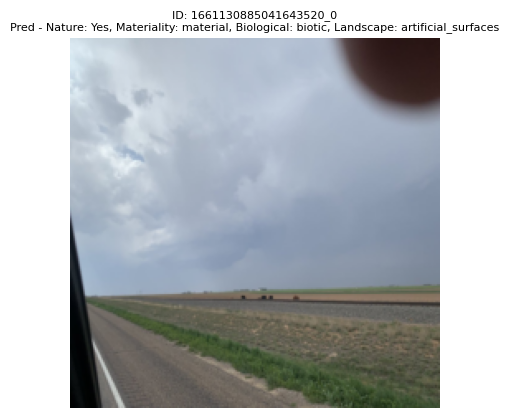 ID: 1661130885041643520_0
Pred - Nature: Yes, Materiality: material, Biological: biotic, Landscape: artificial_surfaces